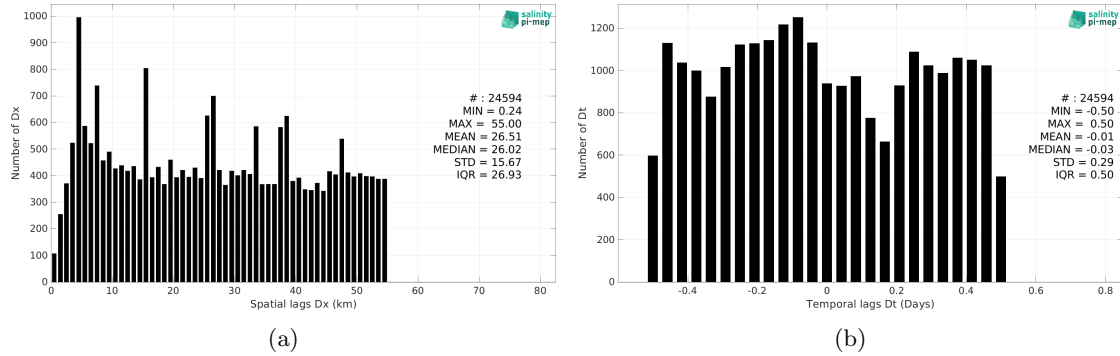 salinity
pi-mep
1000
900
800
700
600
500
400
300
200
100
0
Number of Dx
# : 24594
MIN = 0.24
MAX = 55.00
MEAN = 26.51
MEDIAN = 26.02
STD = 15.67
IQR = 26.93
0 10 20 30 40 50 60 70 80
Spatial lags Dx (km)
(a)
salinity
pi-mep
1200
1000
800
600
400
200
0
Number of Dt
# : 24594
MIN = -0.50
MAX = 0.50
MEAN = -0.01
MEDIAN = -0.03
STD = 0.29
IQR = 0.50
-0.4 -0.2 0 0.2 0.4 0.6 0.8
Temporal lags Dt (Days)
(b)